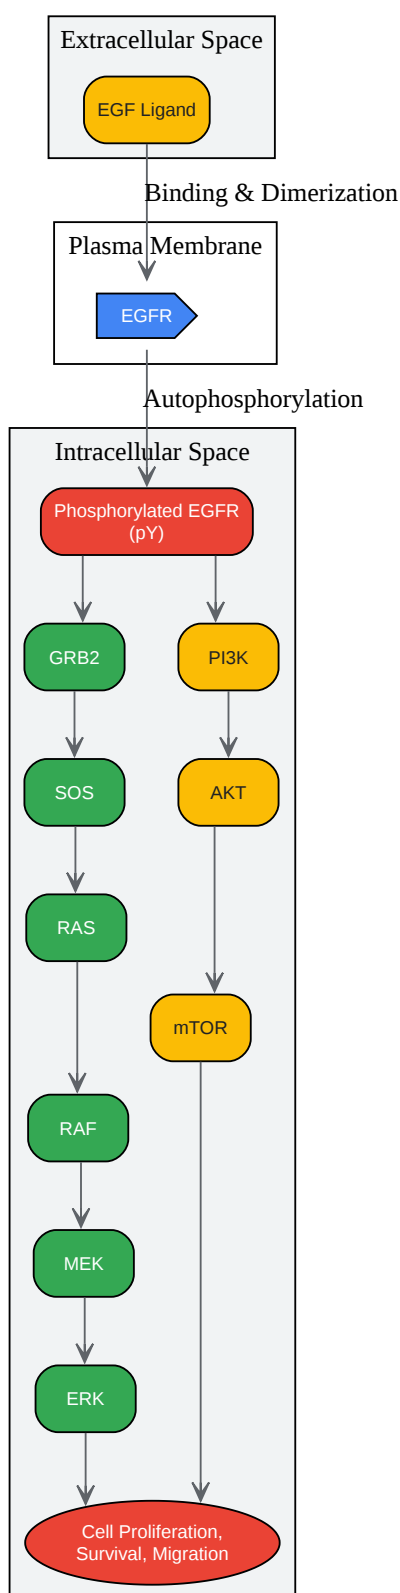 Extracellular Space
EGF Ligand
Binding & Dimerization
Plasma Membrane
EGFR
Autophosphorylation
Intracellular Space
Phosphorylated EGFR
(pY)
GRB2
PI3K
SOS
AKT
RAS
mTOR
RAF
MEK
ERK
Cell Proliferation,
Survival, Migration